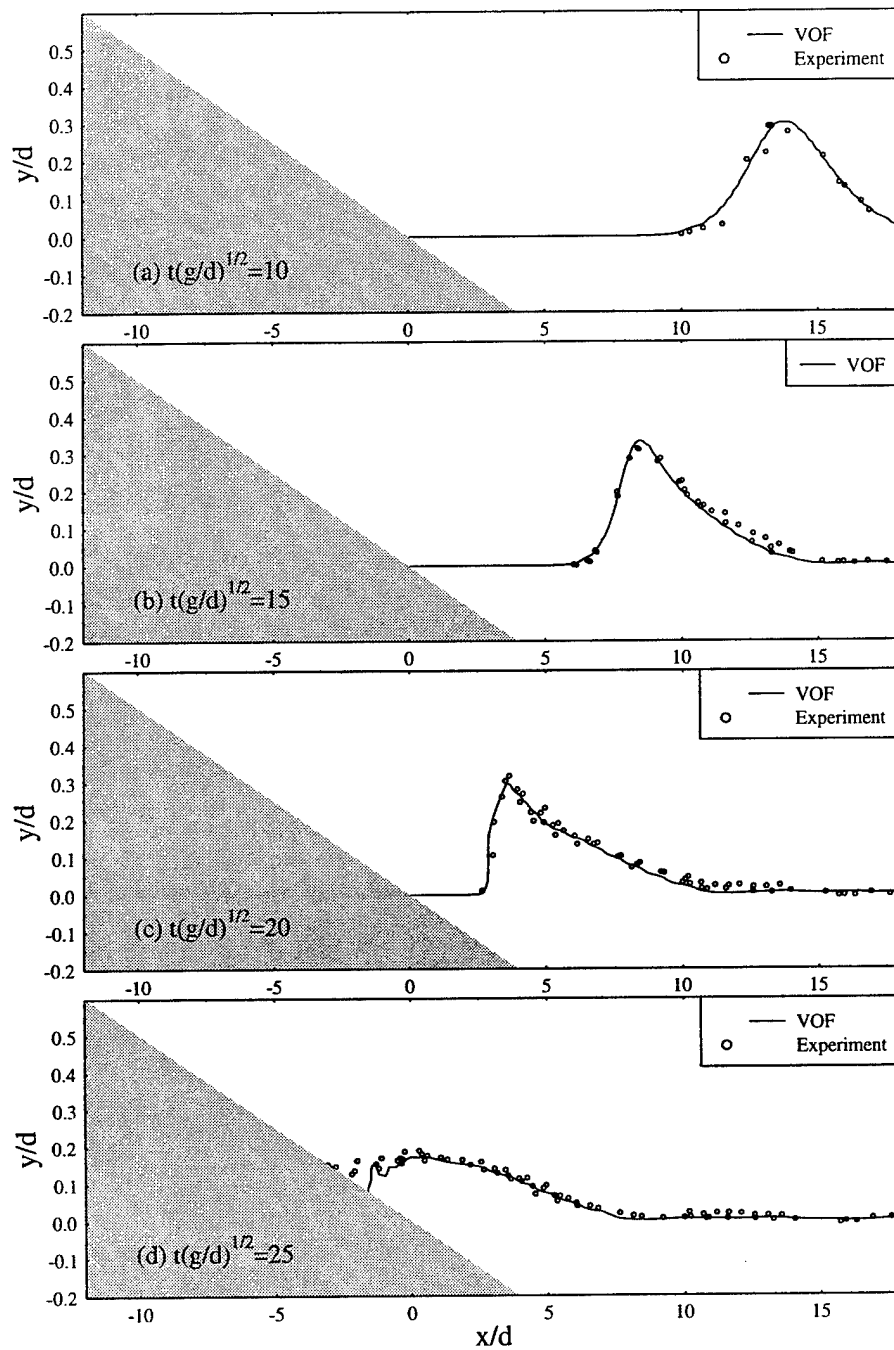 VOF
Experiment
0.5
0.4
0.3
0.2
0.1
0.0
-0.1
-0.2
y/d
(a) t(g/d)^1/2=10
-10 -5 0 5 10 15
VOF
0.5
0.4
0.3
0.2
0.1
0.0
-0.1
-0.2
y/d
(b) t(g/d)^1/2=15
-10 -5 0 5 10 15
VOF
Experiment
0.5
0.4
0.3
0.2
0.1
0.0
-0.1
-0.2
y/d
(c) t(g/d)^1/2=20
-10 -5 0 5 10 15
VOF
Experiment
0.5
0.4
0.3
0.2
0.1
0.0
-0.1
-0.2
y/d
(d) t(g/d)^1/2=25
-10 -5 0 5 10 15
x/d